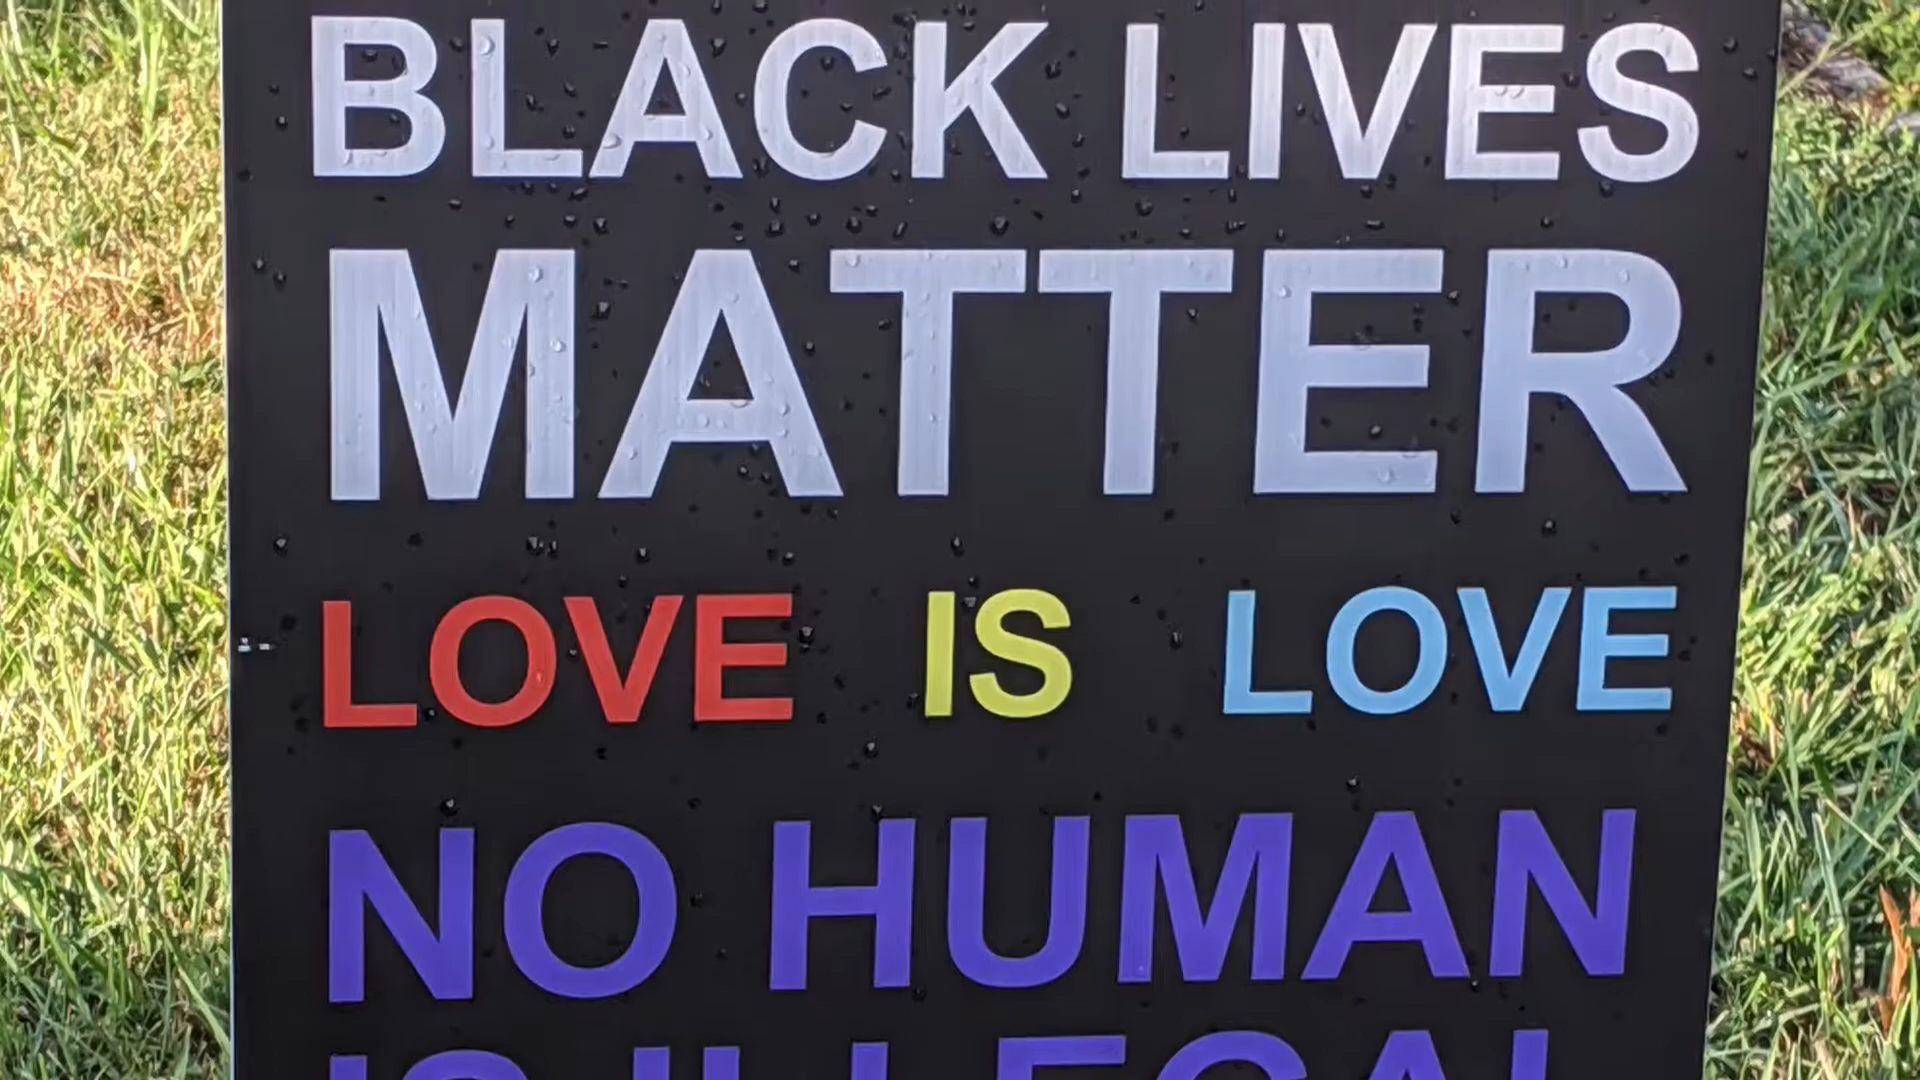 BLACK LIVES
MATTER
LOVE IS LOVE
NO HUMAN
IS ILLEGAL